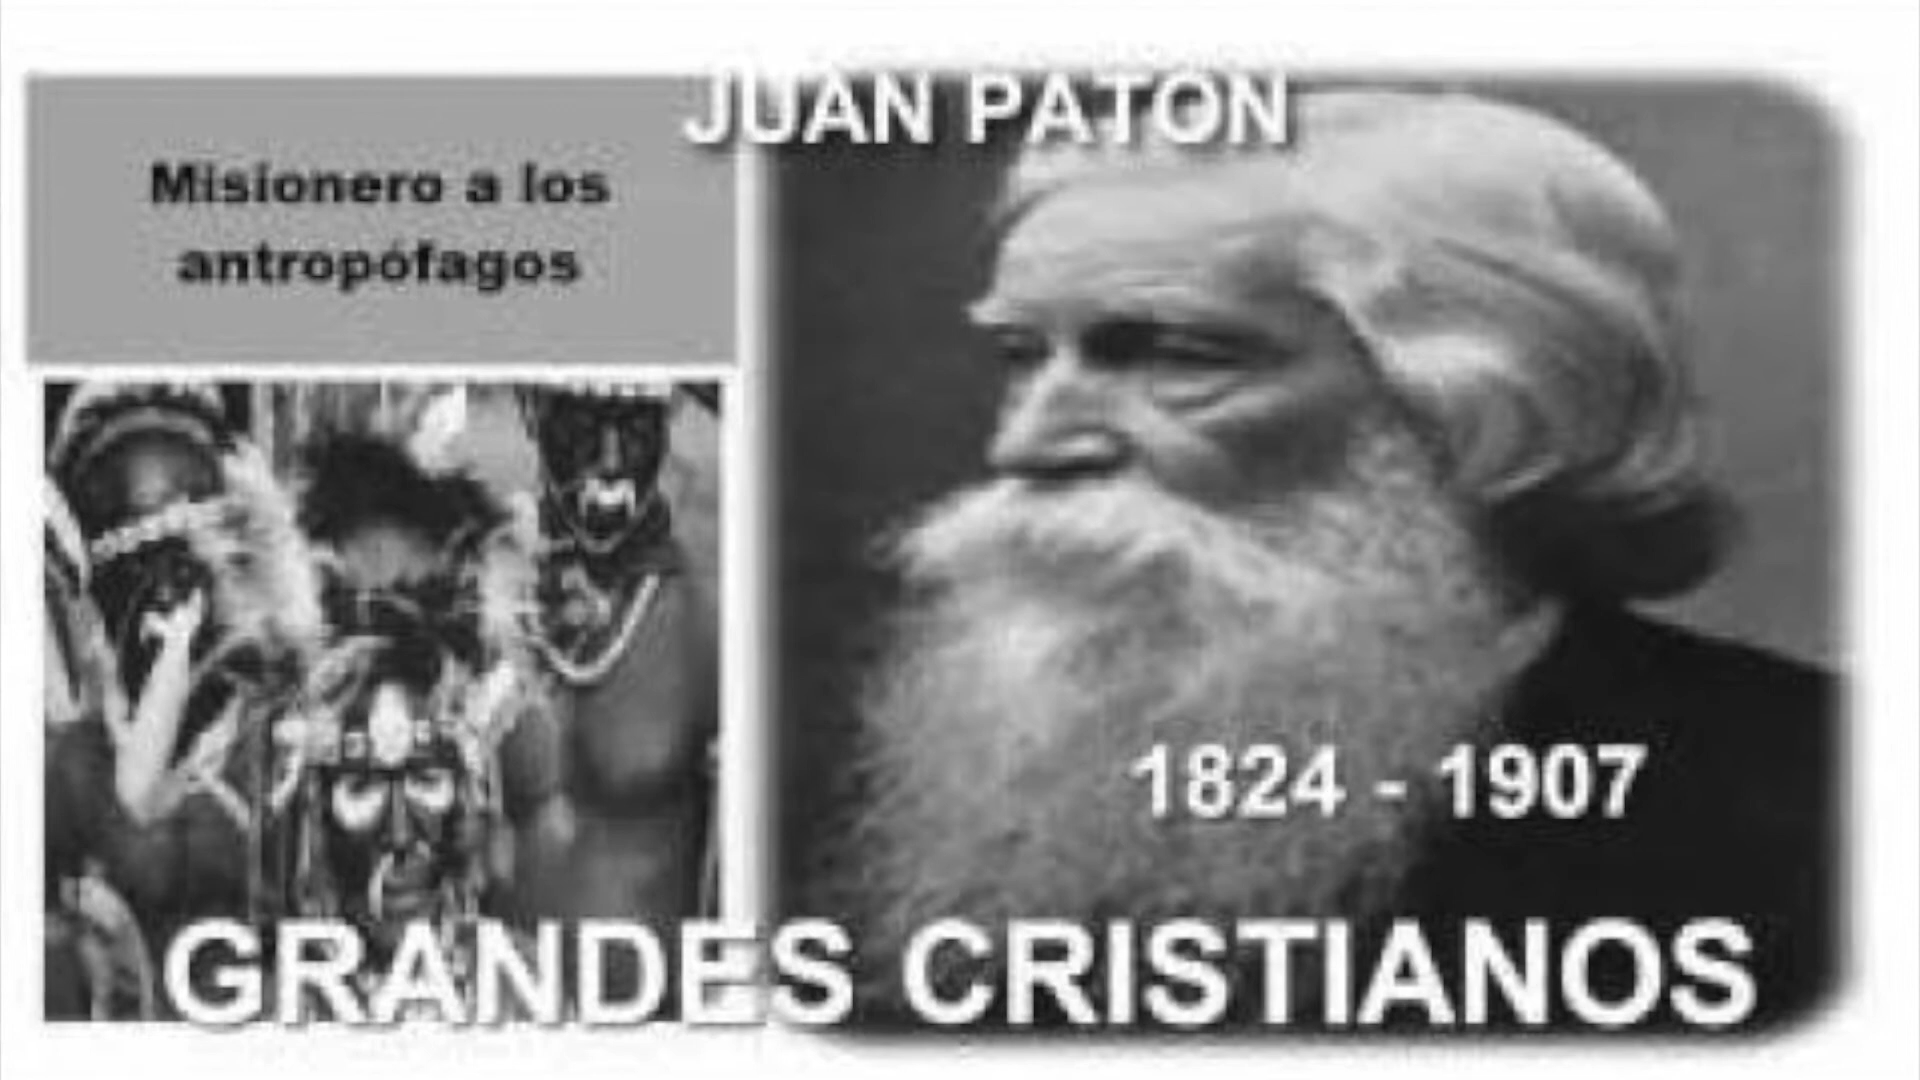 JUAN PATON
Misionero a los
antropófagos
1824 - 1907
GRANDES CRISTIANOS